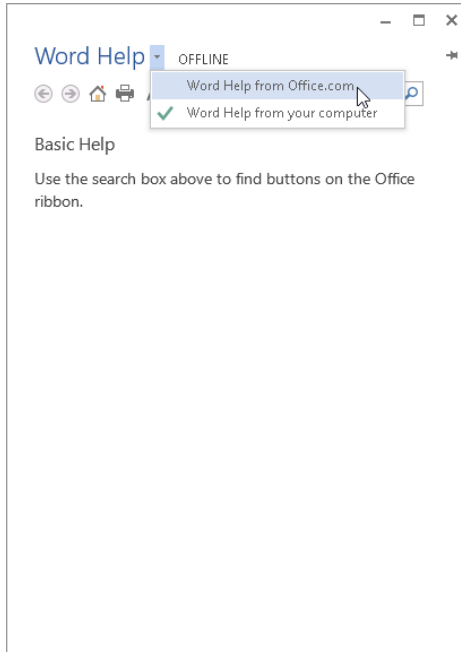 Word Help OFFLINE
Word Help from Office.com
Word Help from your computer
Basic Help
Use the search box above to find buttons on the Office
ribbon.